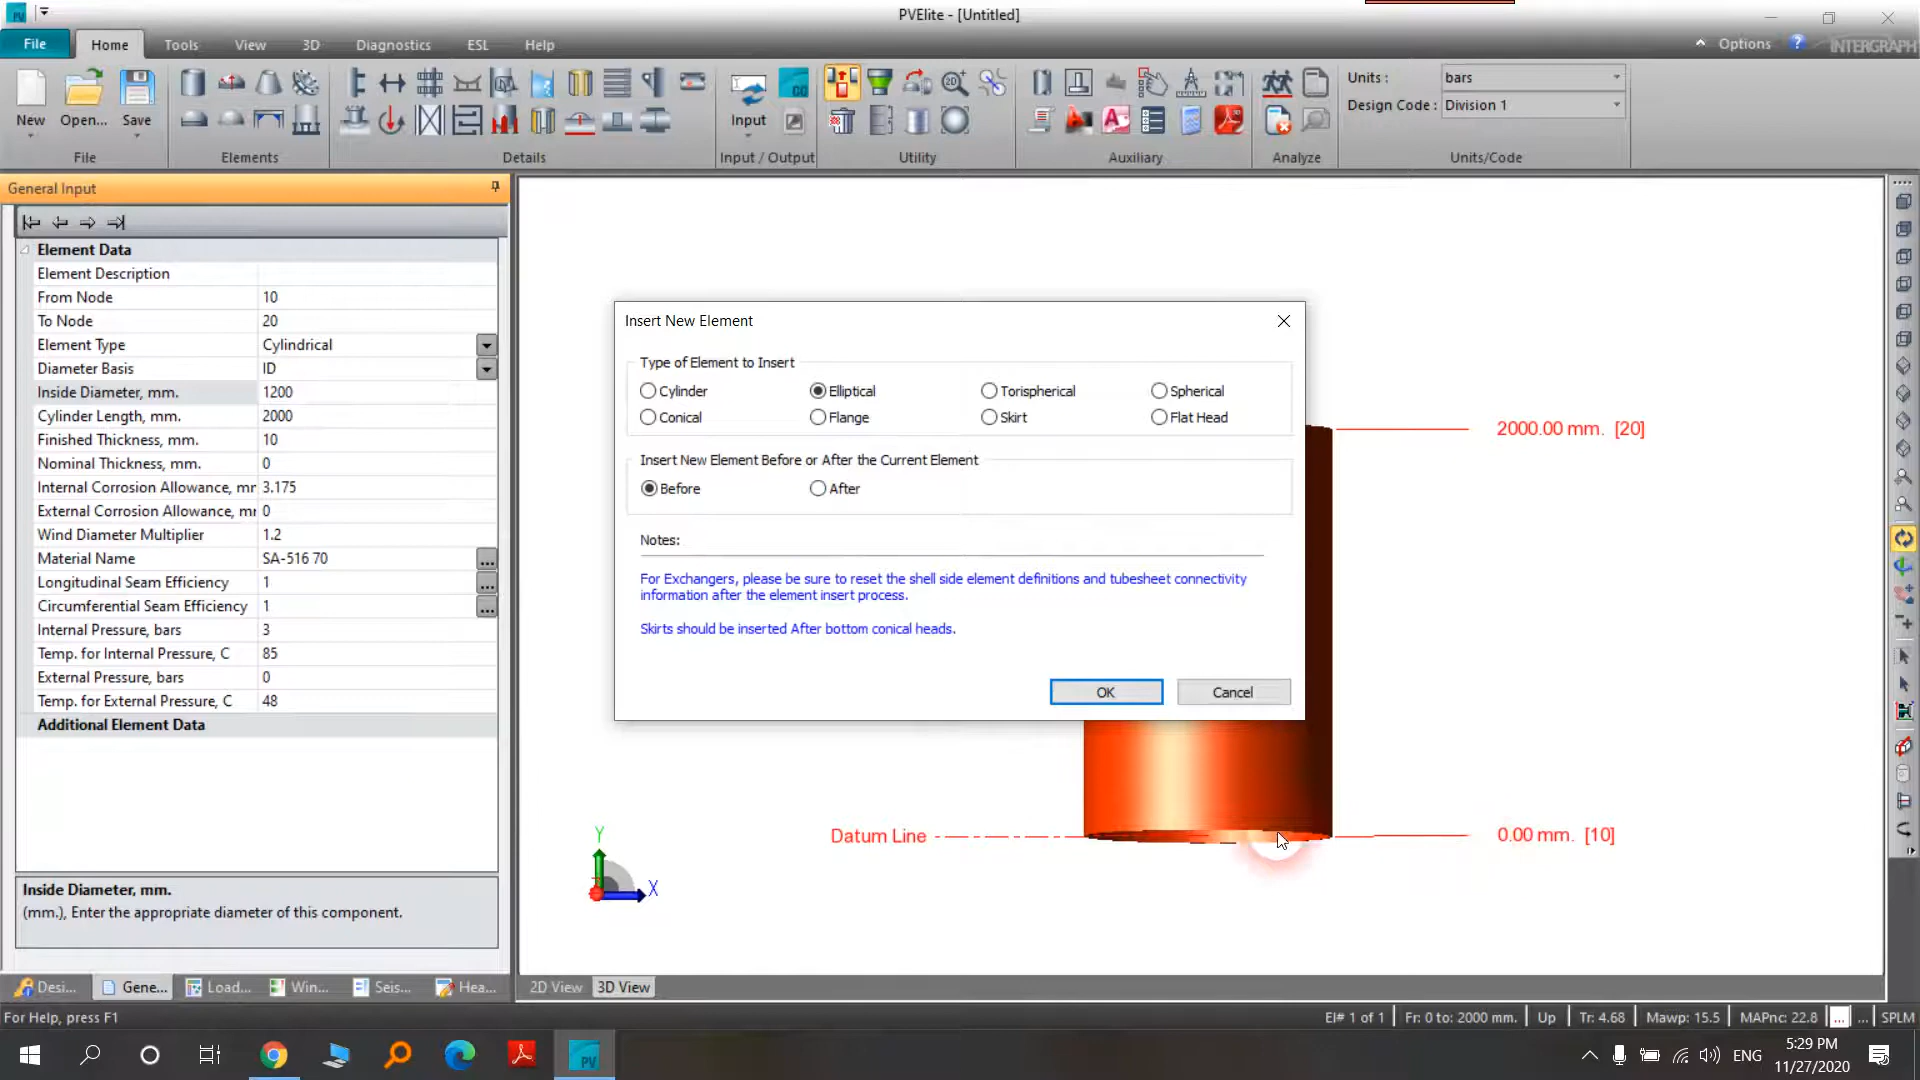 PVElite - [Untitled]
File
Home
Tools
View
3D
Diagnostics
ESL
Help
Options
INTERGRAPH
New
Open...
Save
Input
Units :
bars
Design Code :
Division 1
File
Elements
Details
Input / Output
Utility
Auxiliary
Analyze
Units/Code
General Input
Element Data
Element Description
From Node 10
To Node 20
Element Type Cylindrical
Diameter Basis ID
Inside Diameter, mm. 1200
Cylinder Length, mm. 2000
Finished Thickness, mm. 10
Nominal Thickness, mm. 0
Internal Corrosion Allowance, mr 3.175
External Corrosion Allowance, mr 0
Wind Diameter Multiplier 1.2
Material Name SA-516 70
Longitudinal Seam Efficiency 1
Circumferential Seam Efficiency 1
Internal Pressure, bars 3
Temp. for Internal Pressure, C 85
External Pressure, bars 0
Temp. for External Pressure, C 48
Additional Element Data
Inside Diameter, mm.
(mm.), Enter the appropriate diameter of this component.
Insert New Element
Type of Element to Insert
Cylinder Elliptical Torispherical Spherical
Conical Flange Skirt Flat Head
Insert New Element Before or After the Current Element
Before After
Notes:
For Exchangers, please be sure to reset the shell side element definitions and tubesheet connectivity
information after the element insert process.
Skirts should be inserted After bottom conical heads.
OK Cancel
2000.00 mm. [20]
Datum Line
0.00 mm. [10]
Y
X
Desi...
Gene...
Load...
Win...
Seis...
Hea...
2D View
3D View
For Help, press F1
El# 1 of 1
Fr: 0 to: 2000 mm.
Up
Tr: 4.68
Mawp: 15.5
MAPnc: 22.8
...
...
SPLM
ENG
5:29 PM
11/27/2020